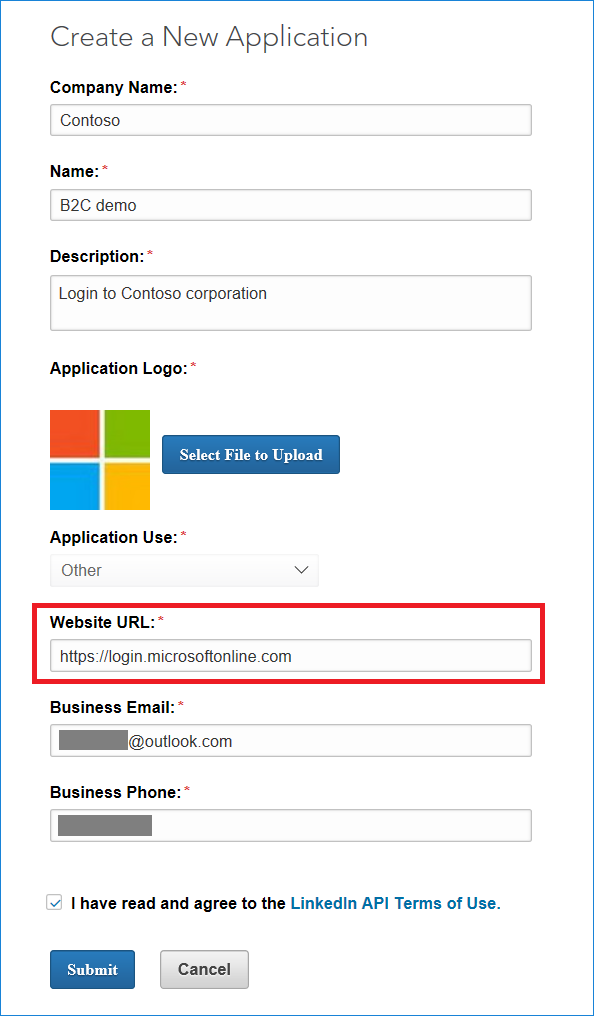 Create a New Application
Company Name:*
Contoso
Name:*
B2C demo
Description:*
Login to Contoso corporation
Application Logo:*
Select File to Upload
Application Use:*
Other
Website URL:*
https://login.microsoftonline.com
Business Email:*
@outlook.com
Business Phone:*
I have read and agree to the LinkedIn API Terms of Use.
Submit Cancel